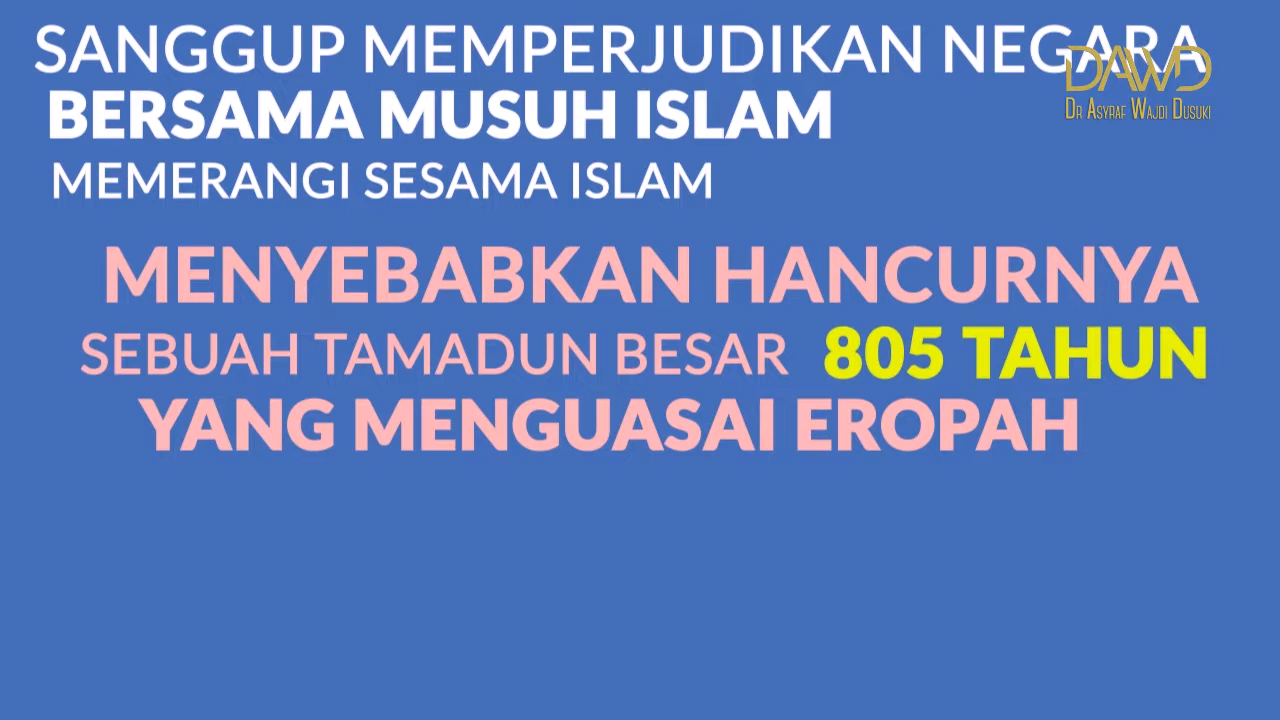 SANGGUP MEMPERJUDIKAN NEGARA
BERSAMA MUSUH ISLAM
MEMERANGI SESAMA ISLAM
MENYEBABKAN HANCURNYA
SEBUAH TAMADUN BESAR 805 TAHUN
YANG MENGUASAI EROPAH
DAWD
DR ASYRAF WAJDI DUSUKI